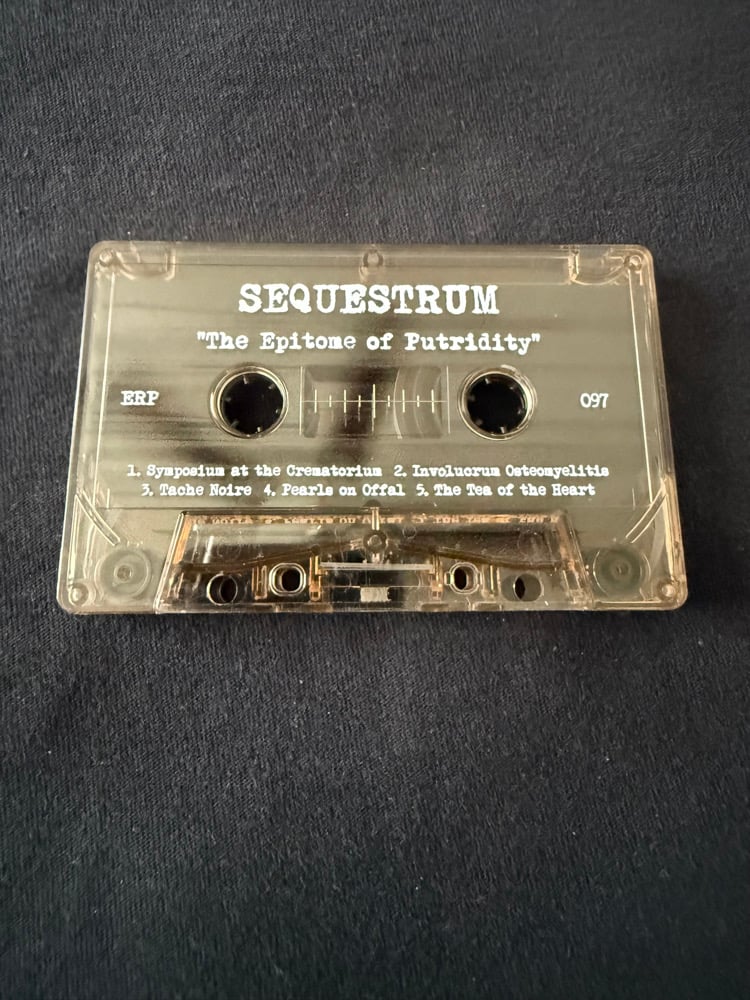 SEQUESTRUM
"The Epitome of Putridity"
ERP
097
1. Symposium at the Crematorium 2. Involucrum Osteomyelitis
3. Tache Noire 4. Pearls on Offal 5. The Tea of the Heart